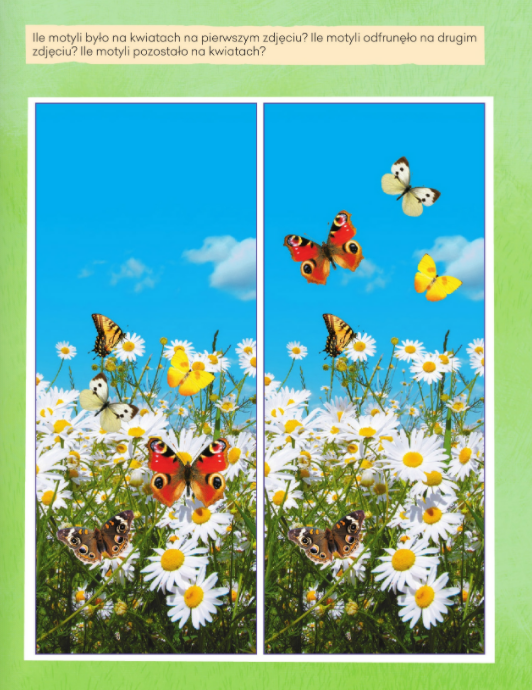 Ile motyli było na kwiatach na pierwszym zdjęciu? Ile motyli odfrunęło na drugim
zdjęciu? Ile motyli pozostało na kwiatach?